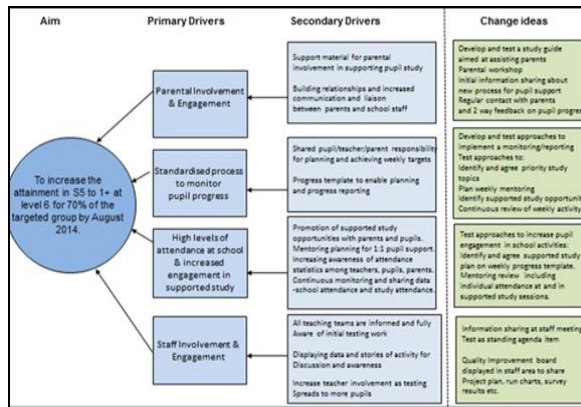 Aim
Primary Drivers
Secondary Drivers
Change ideas
To increase the
attainment in S5 to 1+ at
level 6 for 70% of the
targeted group by August
2014.
Parental Involvement
& Engagement
Support material for parental
involvement in supporting pupil study
Building relationships and increased
communication and liaison
between parents and school staff
Develop and test a study guide
aimed at assisting parents
Parental workshop
Initial information sharing about
new process for pupil support
Regular contact with parents
and 2 way feedback on pupil progres
Standardised process
to monitor
pupil progress
Shared pupil/teacher/parent responsibility
for planning and achieving weekly targets
Progress template to enable planning
and progress reporting
Develop and test approaches to
implement a monitoring/reporting
Test approaches to:
Identify and agree priority study
topics
Plan weekly mentoring
Identify supported study opportunit
Continuous review of weekly activity
High levels of
attendance at school
& increased
engagement in
supported study
Promotion of supported study
opportunities with parents and pupils.
Mentoring planning for 1:1 pupil support.
Increasing awareness of attendance
statistics among teachers, pupils, parents.
Continuous monitoring and sharing data
-school attendance and study attendance.
Test approaches to increase pupil
engagement in school activities:
Identify and agree supported study
plan on weekly progress template.
Mentoring review including
individual attendance at and in
supported study sessions.
Staff Involvement &
Engagement
All teaching teams are informed and fully
Aware of initial testing work
Displaying data and stories of activity for
Discussion and awareness
Increase teacher involvement as testing
Spreads to more pupils
Information sharing at staff meeting
Test as standing agenda item
Quality Improvement board
displayed in staff area to share
Project plan, run charts, survey
results etc.